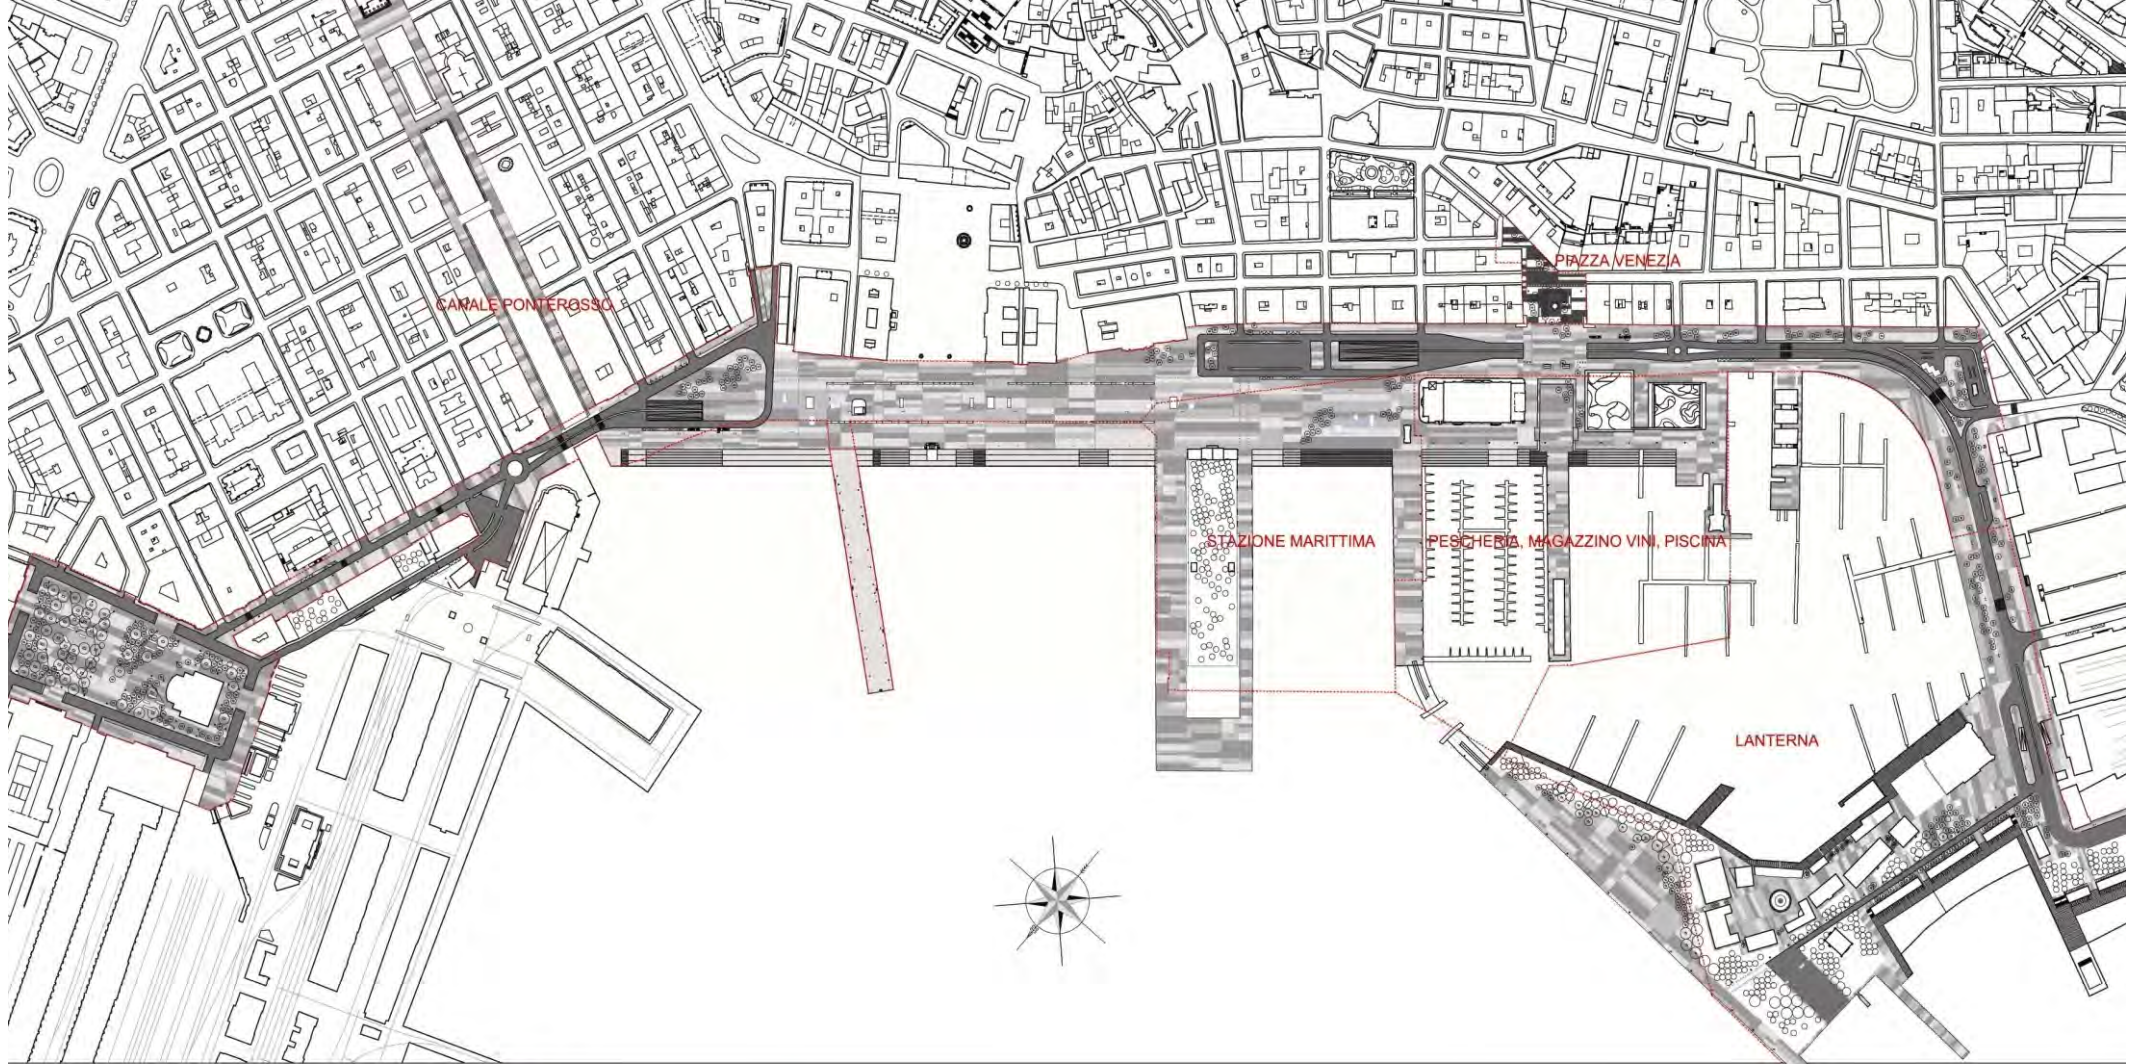 PIAZZA VENEZIA
CANALE PONTEROSSO
STAZIONE MARITTIMA
PESCHERIA, MAGAZZINO VINI, PISCINA
LANTERNA